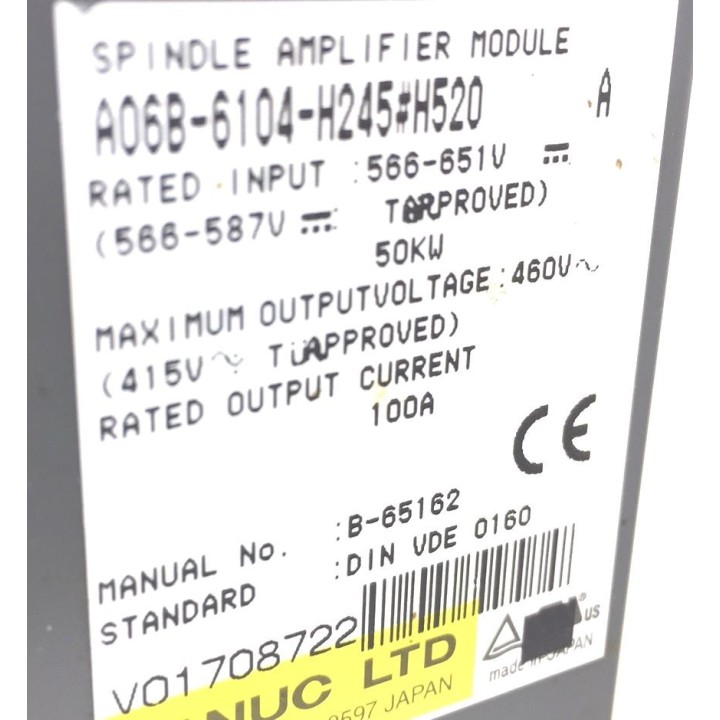 SPINDLE AMPLIFIER MODULE
A06B-6104-H245#H520 A
RATED INPUT :566-651V
(566-587V APPROVED)
50KW
MAXIMUM OUTPUTVOLTAGE:460V~
(415V~ APPROVED)
RATED OUTPUT CURRENT
100A
CE
MANUAL No. :B-65162
STANDARD :DIN VDE 0160
V01708722
ANUC LTD
3597 JAPAN
® US
made in JAPAN